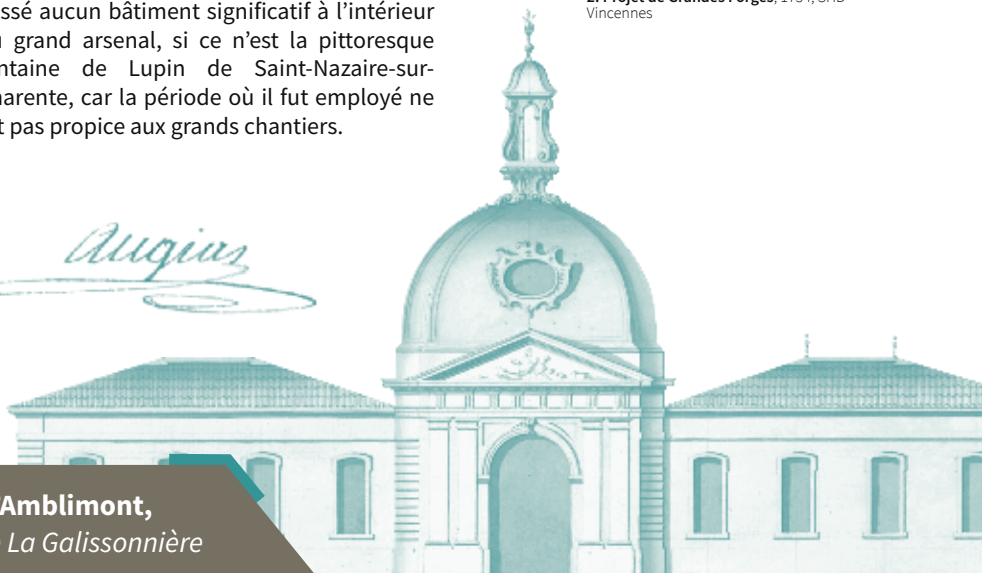 ssé aucun bâtiment significatif à l’intérieur
grand arsenal, si ce n’est la pittoresque
ntaine de Lupin de Saint-Nazaire-sur-
harente, car la période où il fut employé ne
t pas propice aux grands chantiers.
Vincennes
Augias
’Amblimont,
La Galissonnière